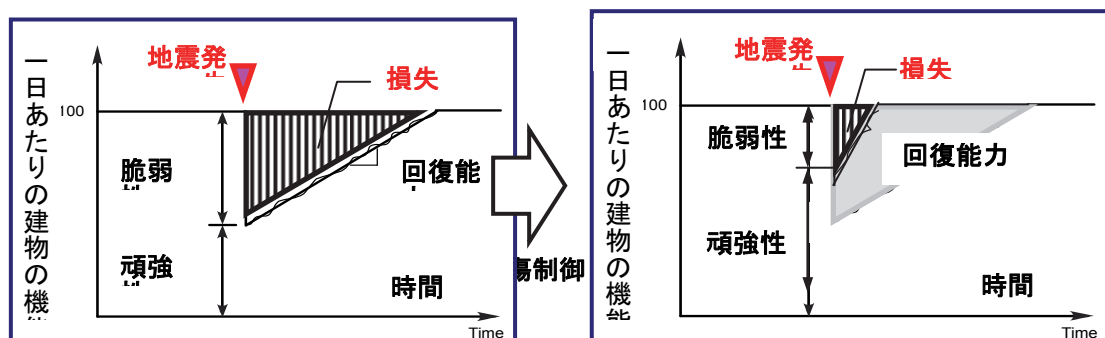 一日あたりの建物の機
地震発
損失
100
脆弱
回復能
頑強
時間
Time
傷制御
一日あたりの建物の機
地震発
損失
100
脆弱性
回復能力
頑強性
時間
Time